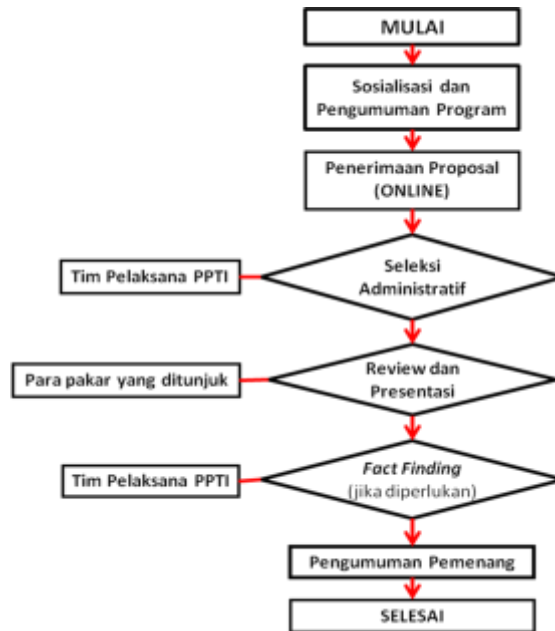 MULAI
Sosialisasi dan
Pengumuman Program
Penerimaan Proposal
(ONLINE)
Tim Pelaksana PPTI
Seleksi
Administratif
Para pakar yang ditunjuk
Review dan
Presentasi
Tim Pelaksana PPTI
Fact Finding
(jika diperlukan)
Pengumuman Pemenang
SELESAI